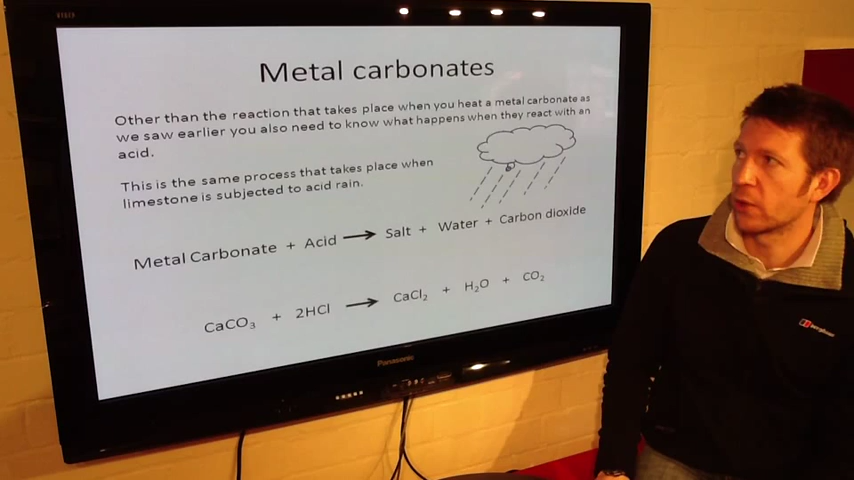 Metal carbonates
Other than the reaction that takes place when you heat a metal carbonate as
we saw earlier you also need to know what happens when they react with an
acid.
This is the same process that takes place when
limestone is subjected to acid rain.
Metal Carbonate + Acid → Salt + Water + Carbon dioxide
CaCO₃ + 2HCl → CaCl₂ + H₂O + CO₂
Panasonic
berghaus